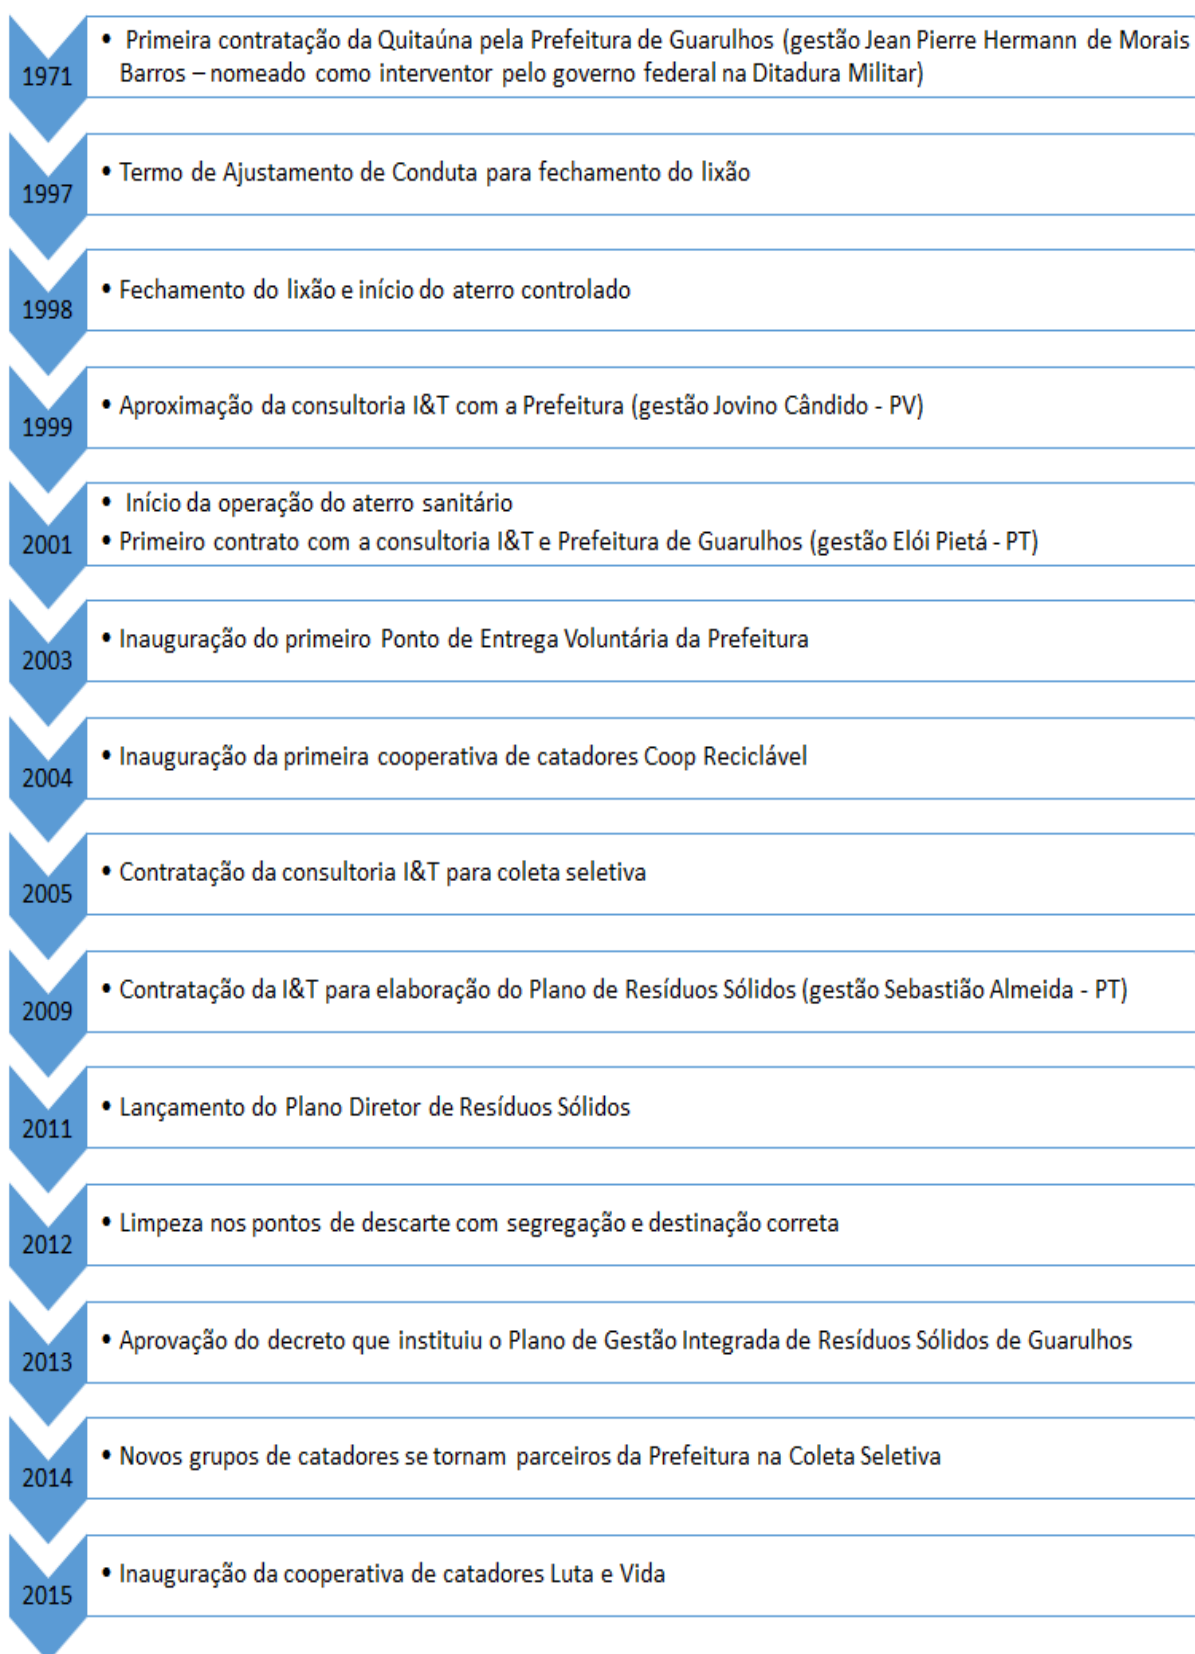 1971
• Primeira contratação da Quitaúna pela Prefeitura de Guarulhos (gestão Jean Pierre Hermann de Morais
Barros – nomeado como interventor pelo governo federal na Ditadura Militar)
1997
• Termo de Ajustamento de Conduta para fechamento do lixão
1998
• Fechamento do lixão e início do aterro controlado
1999
• Aproximação da consultoria I&T com a Prefeitura (gestão Jovino Cândido - PV)
2001
• Início da operação do aterro sanitário
• Primeiro contrato com a consultoria I&T e Prefeitura de Guarulhos (gestão Elói Pietá - PT)
2003
• Inauguração do primeiro Ponto de Entrega Voluntária da Prefeitura
2004
• Inauguração da primeira cooperativa de catadores Coop Reciclável
2005
• Contratação da consultoria I&T para coleta seletiva
2009
• Contratação da I&T para elaboração do Plano de Resíduos Sólidos (gestão Sebastião Almeida - PT)
2011
• Lançamento do Plano Diretor de Resíduos Sólidos
2012
• Limpeza nos pontos de descarte com segregação e destinação correta
2013
• Aprovação do decreto que instituiu o Plano de Gestão Integrada de Resíduos Sólidos de Guarulhos
2014
• Novos grupos de catadores se tornam parceiros da Prefeitura na Coleta Seletiva
2015
• Inauguração da cooperativa de catadores Luta e Vida